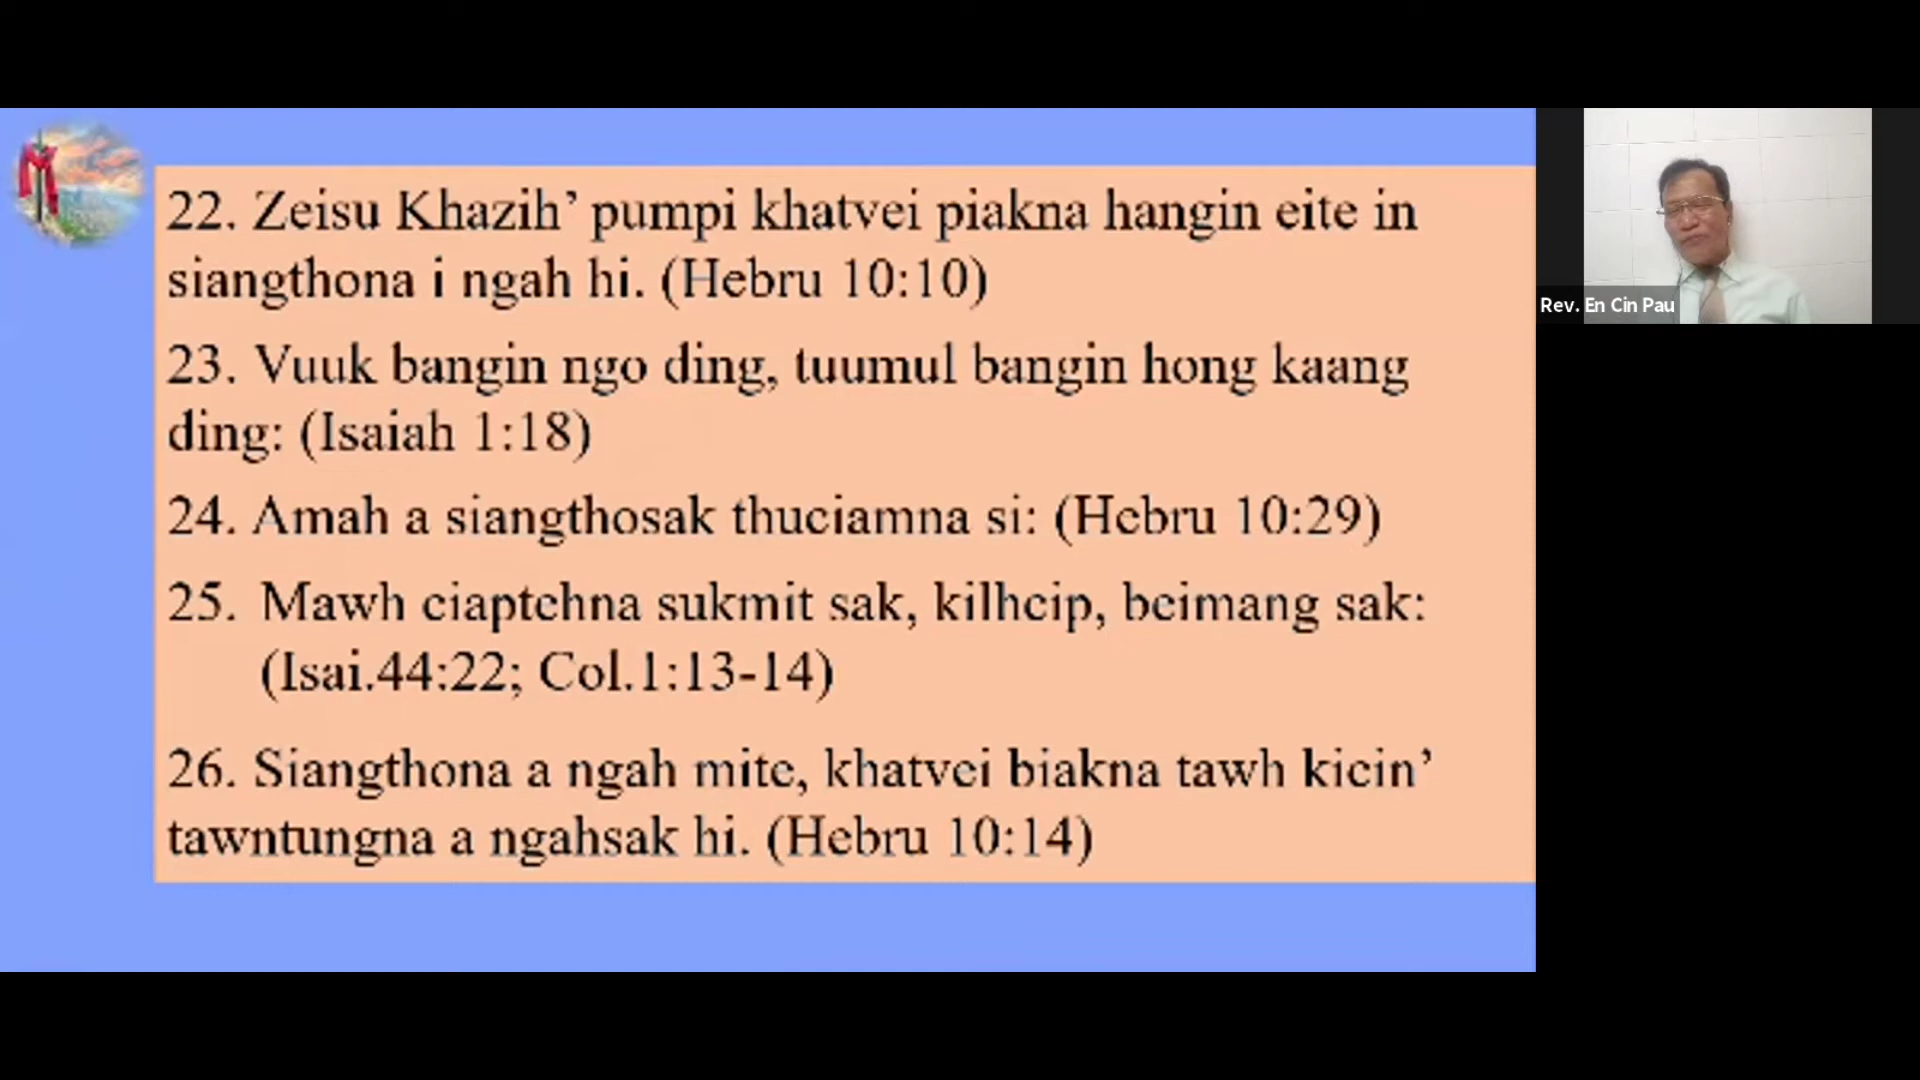 22. Zeisu Khazih’ pumpi khatvei piakna hangin eite in
siangthona i ngah hi. (Hebru 10:10)
23. Vuuk bangin ngo ding, tuumul bangin hong kaang
ding: (Isaiah 1:18)
24. Amah a siangthosak thuciamna si: (Hebru 10:29)
25. Mawh ciaptehna sukmit sak, kilhcip, beimang sak:
(Isai.44:22; Col.1:13-14)
26. Siangthona a ngah mite, khatvei biakna tawh kicin’
tawntungna a ngahsak hi. (Hebru 10:14)
Rev. En Cin Pau